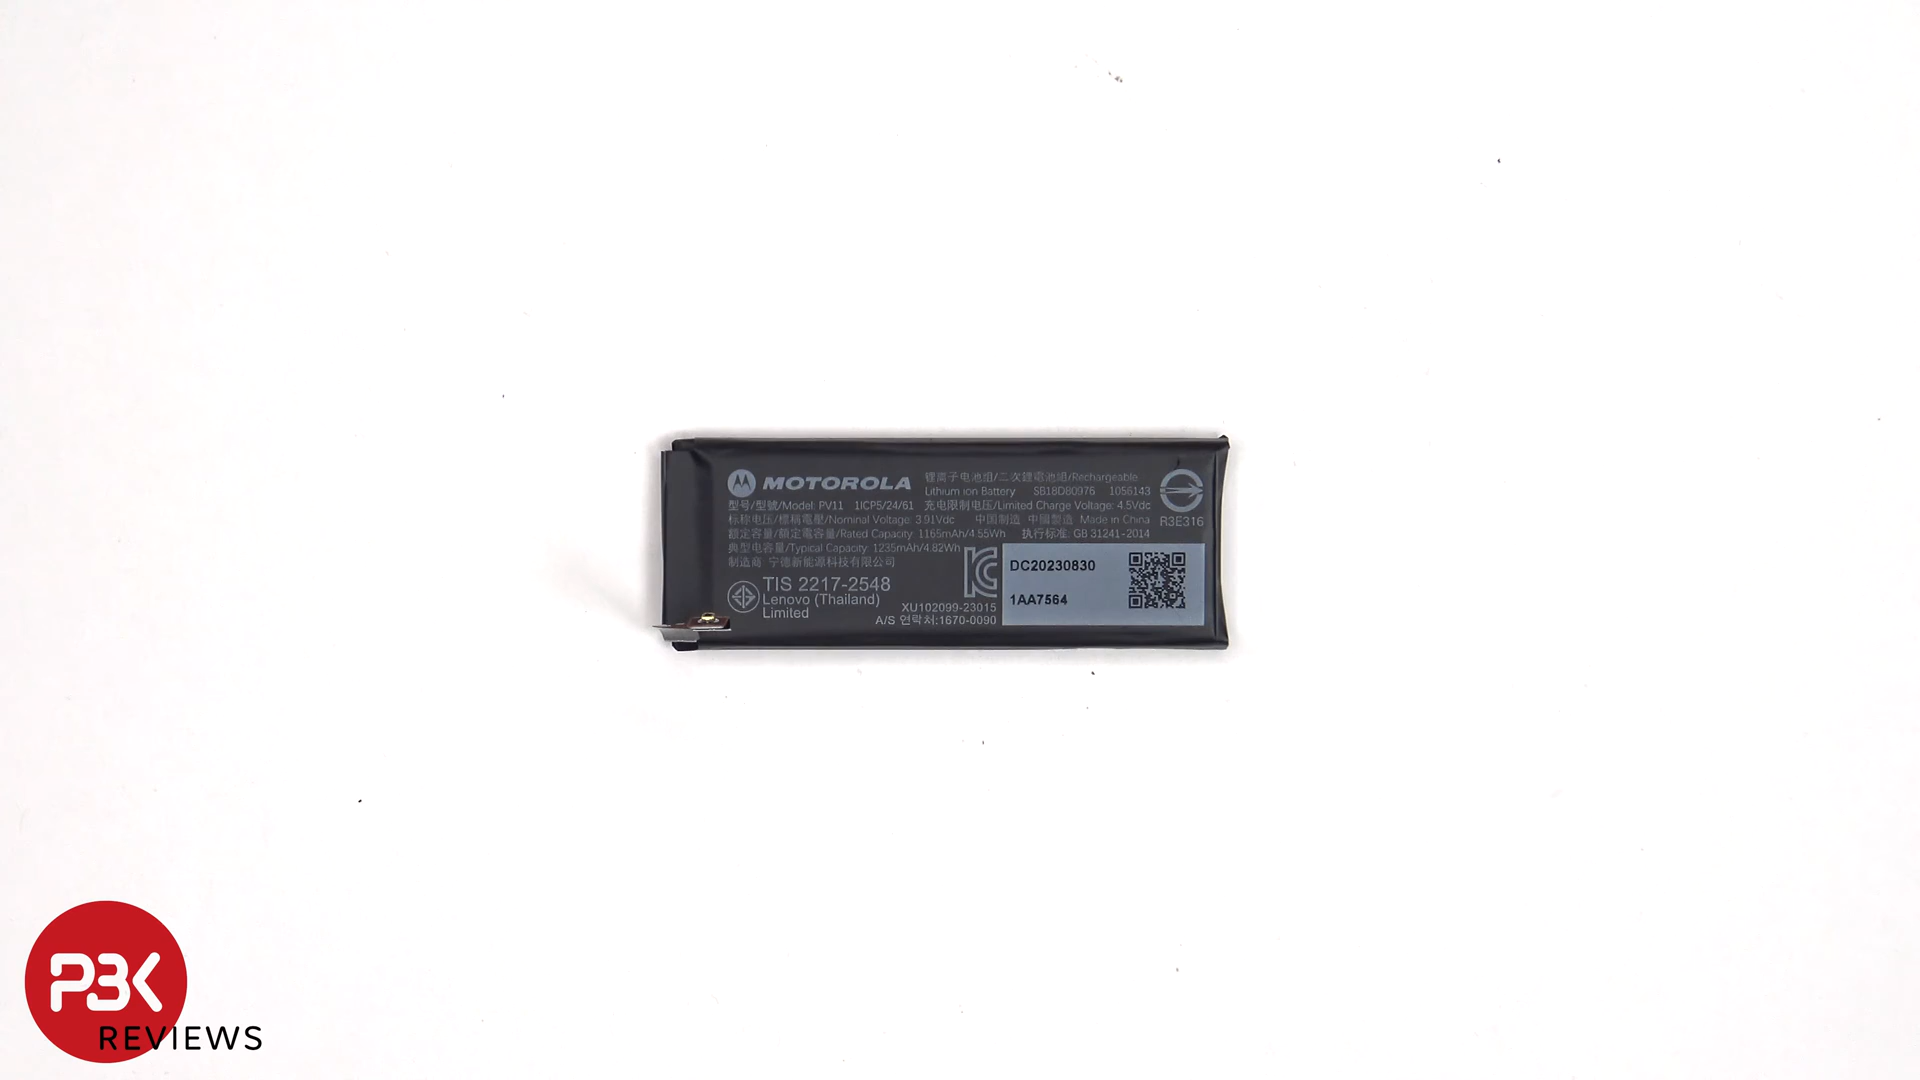 MOTOROLA
锂离子电池组/二次鋰電池組/Rechargeable
Lithium ion Battery SB18D80976 1056143
型号/型號/Model: PV11 1ICP5/24/61 充电限制电压/Limited Charge Voltage: 4.5Vdc
标称电压/標稱電壓/Nominal Voltage: 3.91Vdc 中国制造 中國製造 Made in China
R3E316
额定容量/額定電容量/Rated Capacity: 1165mAh/4.55Wh 执行标准: GB 31241-2014
典型电容量/Typical Capacity: 1235mAh/4.82Wh
制造商 宁德新能源科技有限公司
TIS 2217-2548
Lenovo (Thailand)
Limited
XU102099-23015
A/S 연락처:1670-0090
DC20230830
1AA7564
PBK
REVIEWS